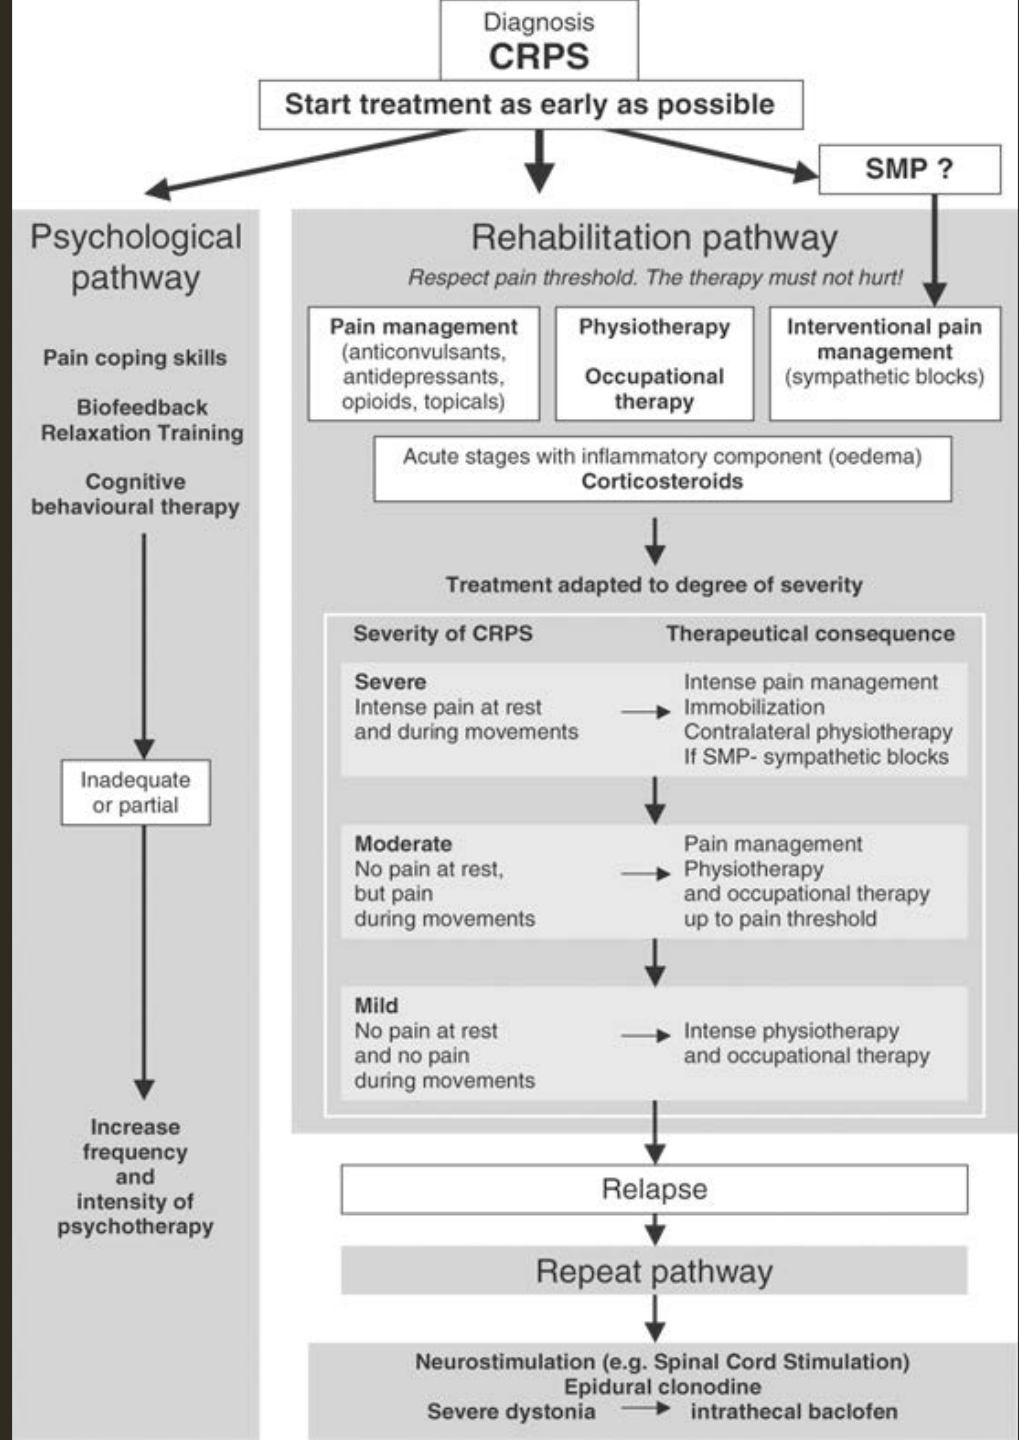 Diagnosis
CRPS
Start treatment as early as possible
SMP ?
Psychological
pathway
Pain coping skills
Biofeedback
Relaxation Training
Cognitive
behavioural therapy
Inadequate
or partial
Increase
frequency
and
intensity of
psychotherapy
Rehabilitation pathway
Respect pain threshold. The therapy must not hurt!
Pain management
(anticonvulsants,
antidepressants,
opioids, topicals)
Physiotherapy
Occupational
therapy
Interventional pain
management
(sympathetic blocks)
Acute stages with inflammatory component (oedema)
Corticosteroids
Treatment adapted to degree of severity
Severity of CRPS
Therapeutical consequence
Severe
Intense pain at rest
and during movements
Intense pain management
Immobilization
Contralateral physiotherapy
If SMP- sympathetic blocks
Moderate
No pain at rest,
but pain
during movements
Pain management
Physiotherapy
and occupational therapy
up to pain threshold
Mild
No pain at rest
and no pain
during movements
Intense physiotherapy
and occupational therapy
Relapse
Repeat pathway
Neurostimulation (e.g. Spinal Cord Stimulation)
Epidural clonodine
Severe dystonia
intrathecal baclofen